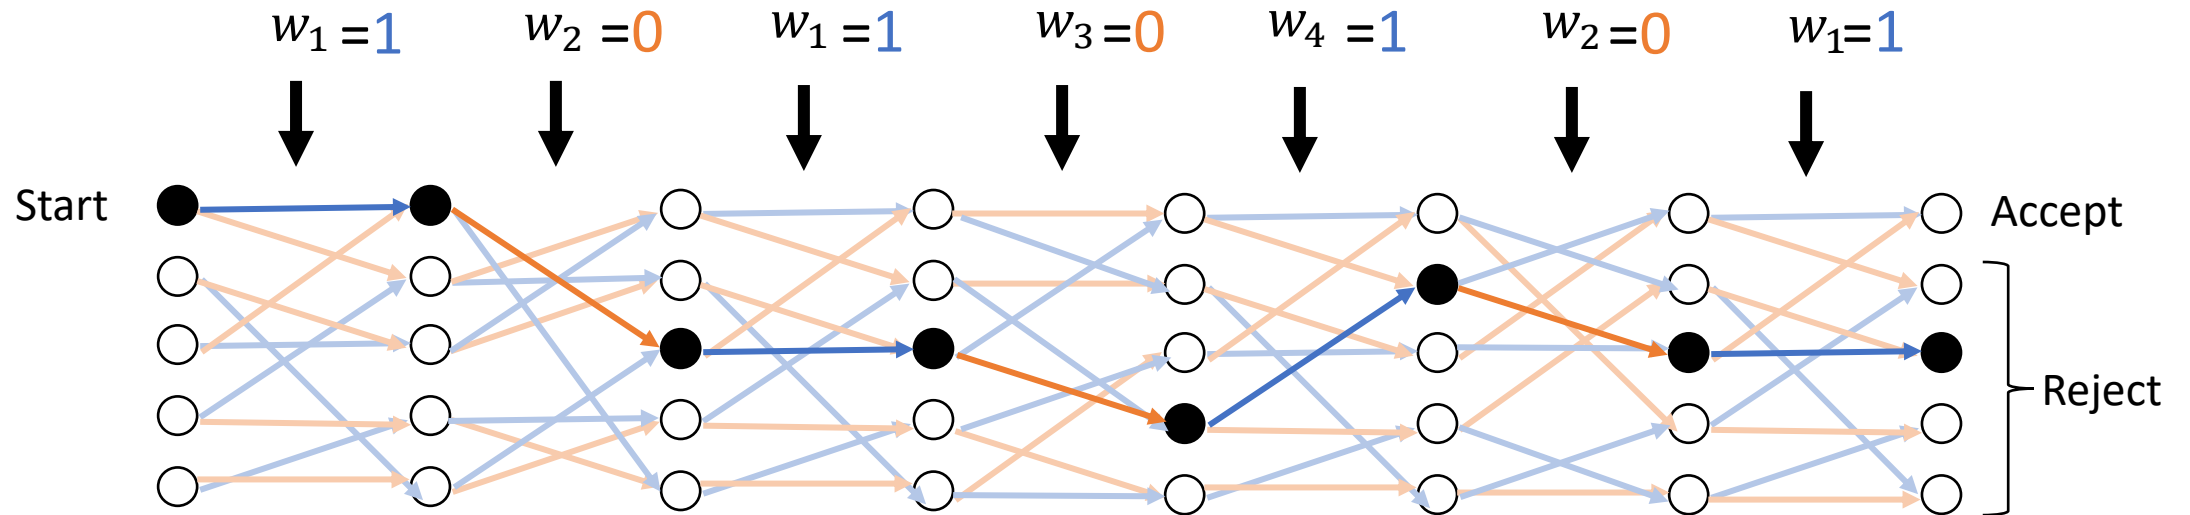 w₁ =1 w₂ =0 w₁ =1 w₃=0 w₄ =1 w₂=0 w₁=1
Start
Accept
Reject